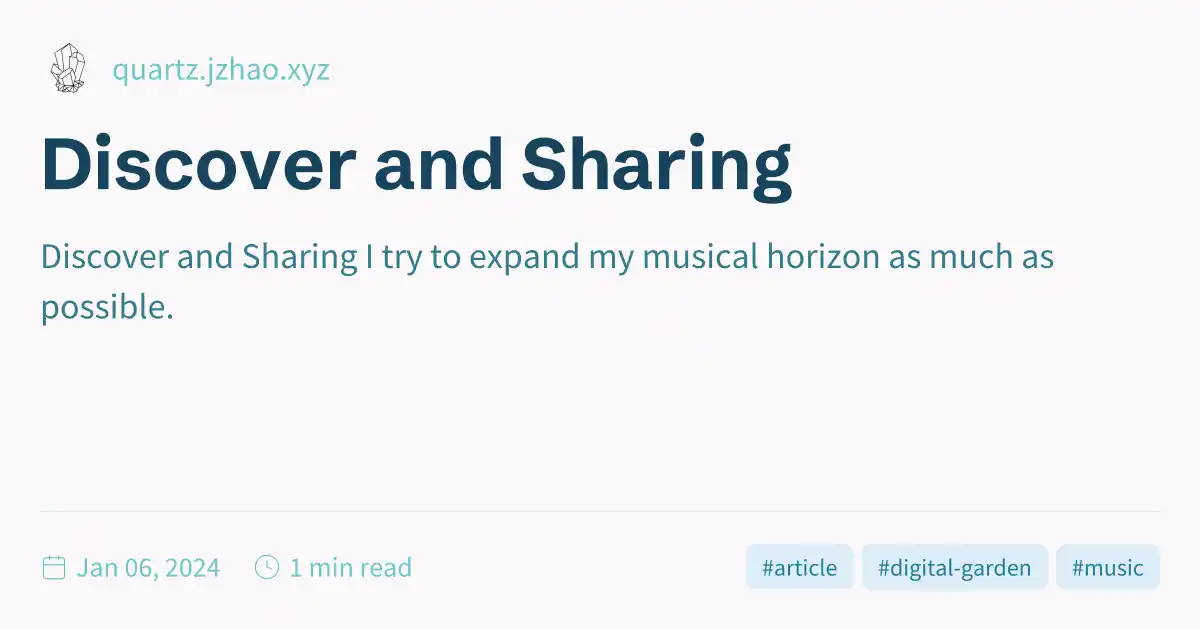 quartz.jzhao.xyz
Discover and Sharing
Discover and Sharing I try to expand my musical horizon as much as
possible.
Jan 06, 2024 1 min read #article #digital-garden #music